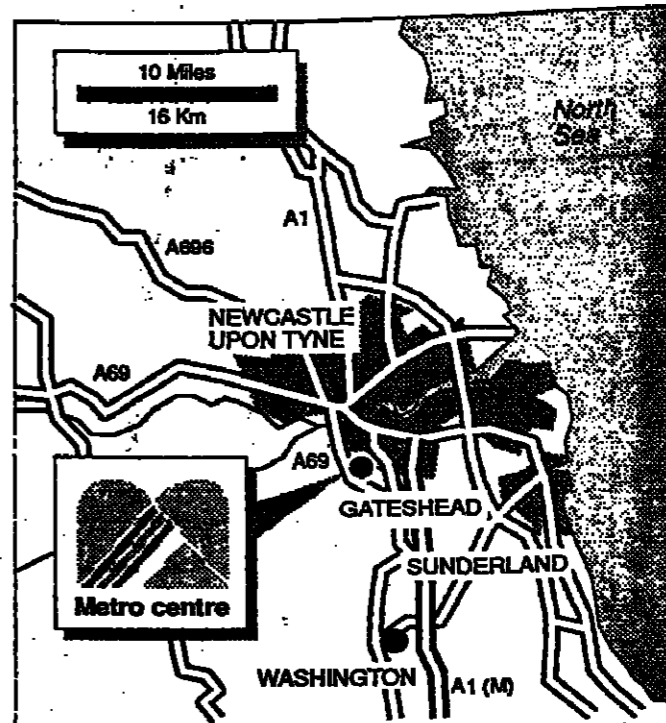 10 Miles
16 Km
North
Sea
A1
A696
NEWCASTLE
UPON TYNE
A69
A69
GATESHEAD
Metro centre
SUNDERLAND
WASHINGTON
A1 (M)